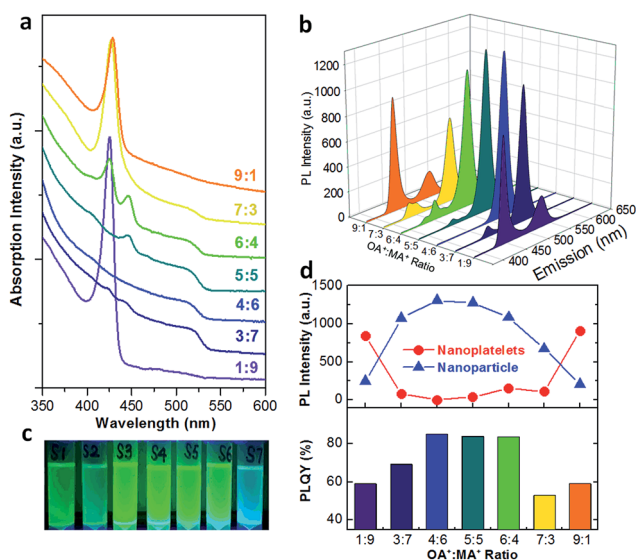 a
Absorption Intensity (a.u.)
9:1
7:3
6:4
5:5
4:6
3:7
1:9
350 400 450 500 550 600
Wavelength (nm)
b
PL Intensity (a.u.)
1200
1000
800
600
400
200
0
9:1 7:3 6:4 5:5 4:6 3:7 1:9
OA⁺:MA⁺ Ratio
400 450 500 550 600 650
Emission (nm)
c
S1 S2 S3 S4 S5 S6 S7
d
PL Intensity (a.u.)
1500
1000
500
0
Nanoplatelets
Nanoparticle
PLQY (%)
80
60
40
1:9 3:7 4:6 5:5 6:4 7:3 9:1
OA⁺:MA⁺ Ratio